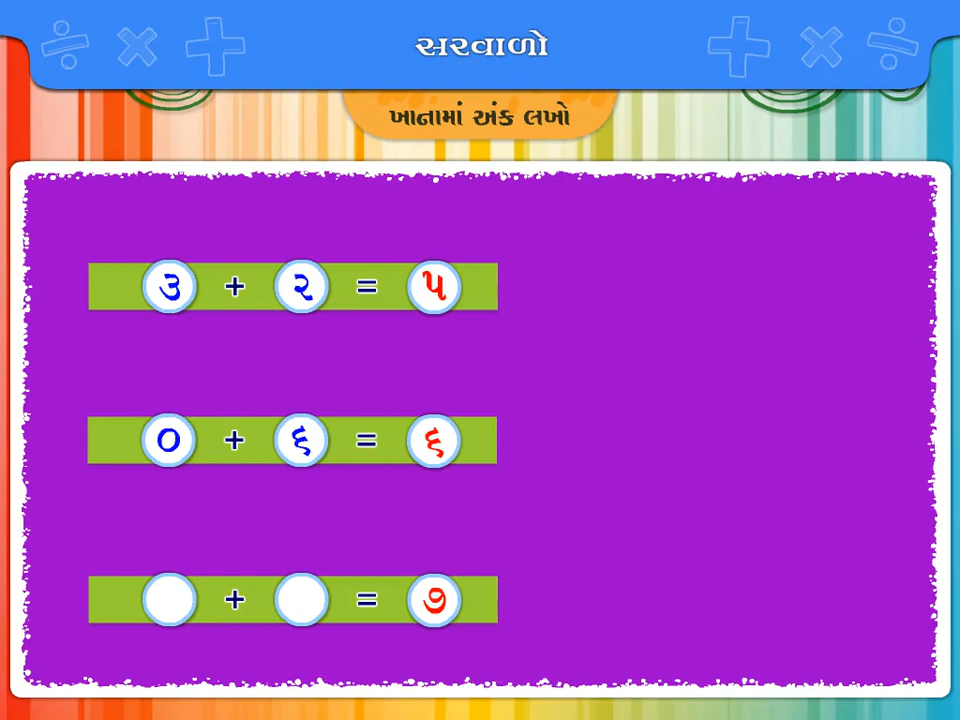 સરવાળો
ખાનામાં અંક લખો
૩ + ૨ = ૫
૦ + ૬ = ૬
+ = ૭